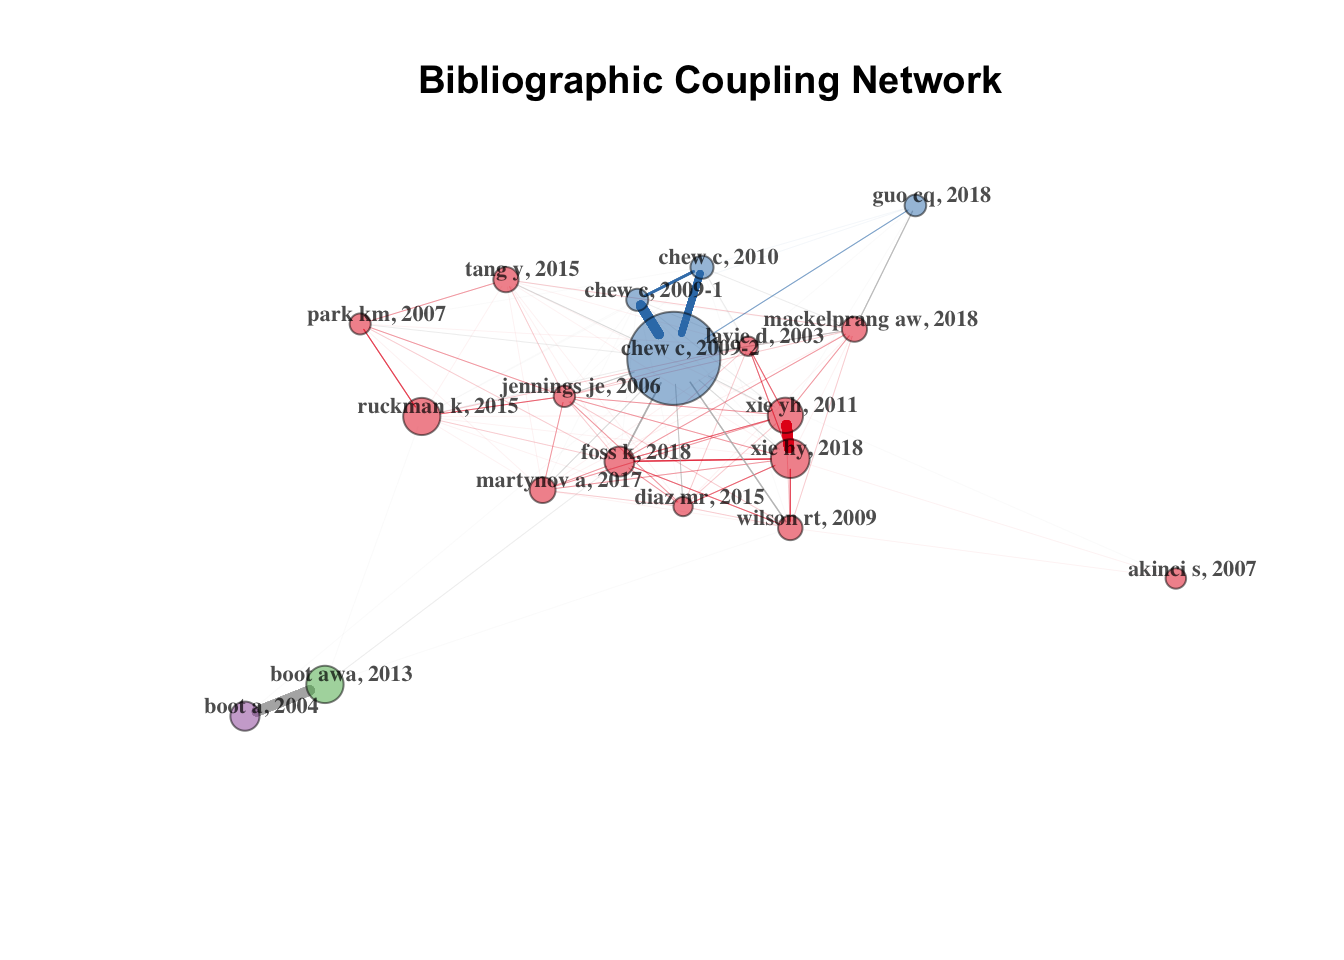 Bibliographic Coupling Network
guo cq, 2018
chew c, 2010
tang y, 2015
chew c, 2009-1
park km, 2007
mackelprang aw, 2018
lavie d, 2003
chew c, 2009-2
jennings je, 2006
ruckman k, 2015
xie yh, 2011
foss k, 2018
xie hy, 2018
martynov a, 2017
diaz mr, 2015
wilson rt, 2009
akinci s, 2007
boot awa, 2013
boot a, 2004